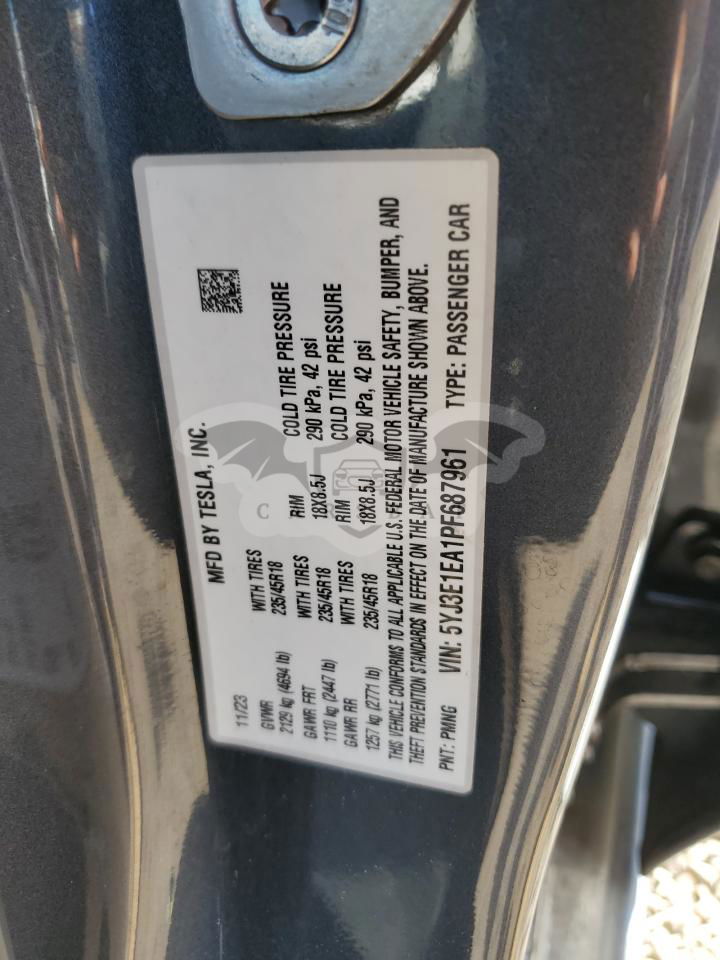 10
MFD BY TESLA, INC.
11/23
GVWR WITH TIRES RIM COLD TIRE PRESSURE
2129 kg (4694 lb) 235/45R18 18X8.5J 290 kPa, 42 psi
GAWR FRT WITH TIRES RIM COLD TIRE PRESSURE
1110 kg (2447 lb) 235/45R18 18X8.5J 290 kPa, 42 psi
GAWR RR
1257 kg (2771 lb)
THIS VEHICLE CONFORMS TO ALL APPLICABLE U.S. FEDERAL MOTOR VEHICLE SAFETY, BUMPER, AND
THEFT PREVENTION STANDARDS IN EFFECT ON THE DATE OF MANUFACTURE SHOWN ABOVE.
PNT: PMNG VIN: 5YJ3E1EA1PF687961 TYPE: PASSENGER CAR